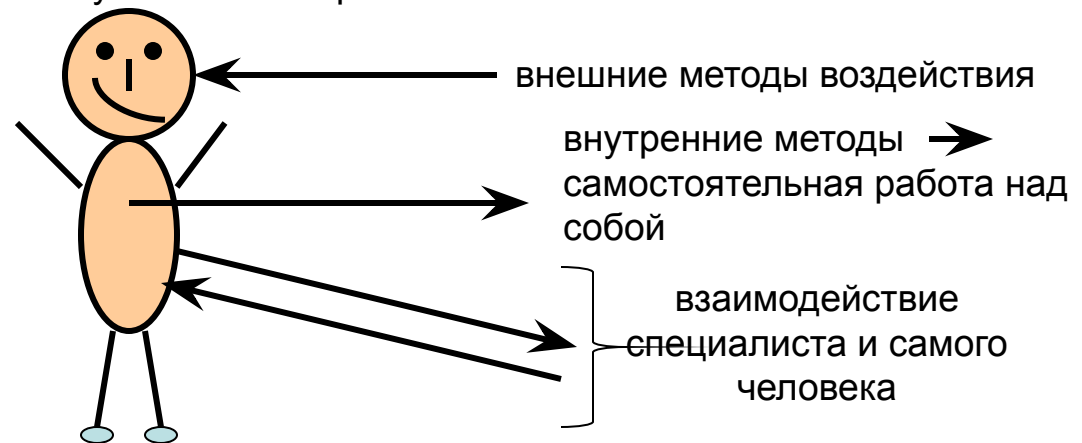 внешние методы воздействия
внутренние методы
самостоятельная работа над
собой
взаимодействие
специалиста и самого
человека